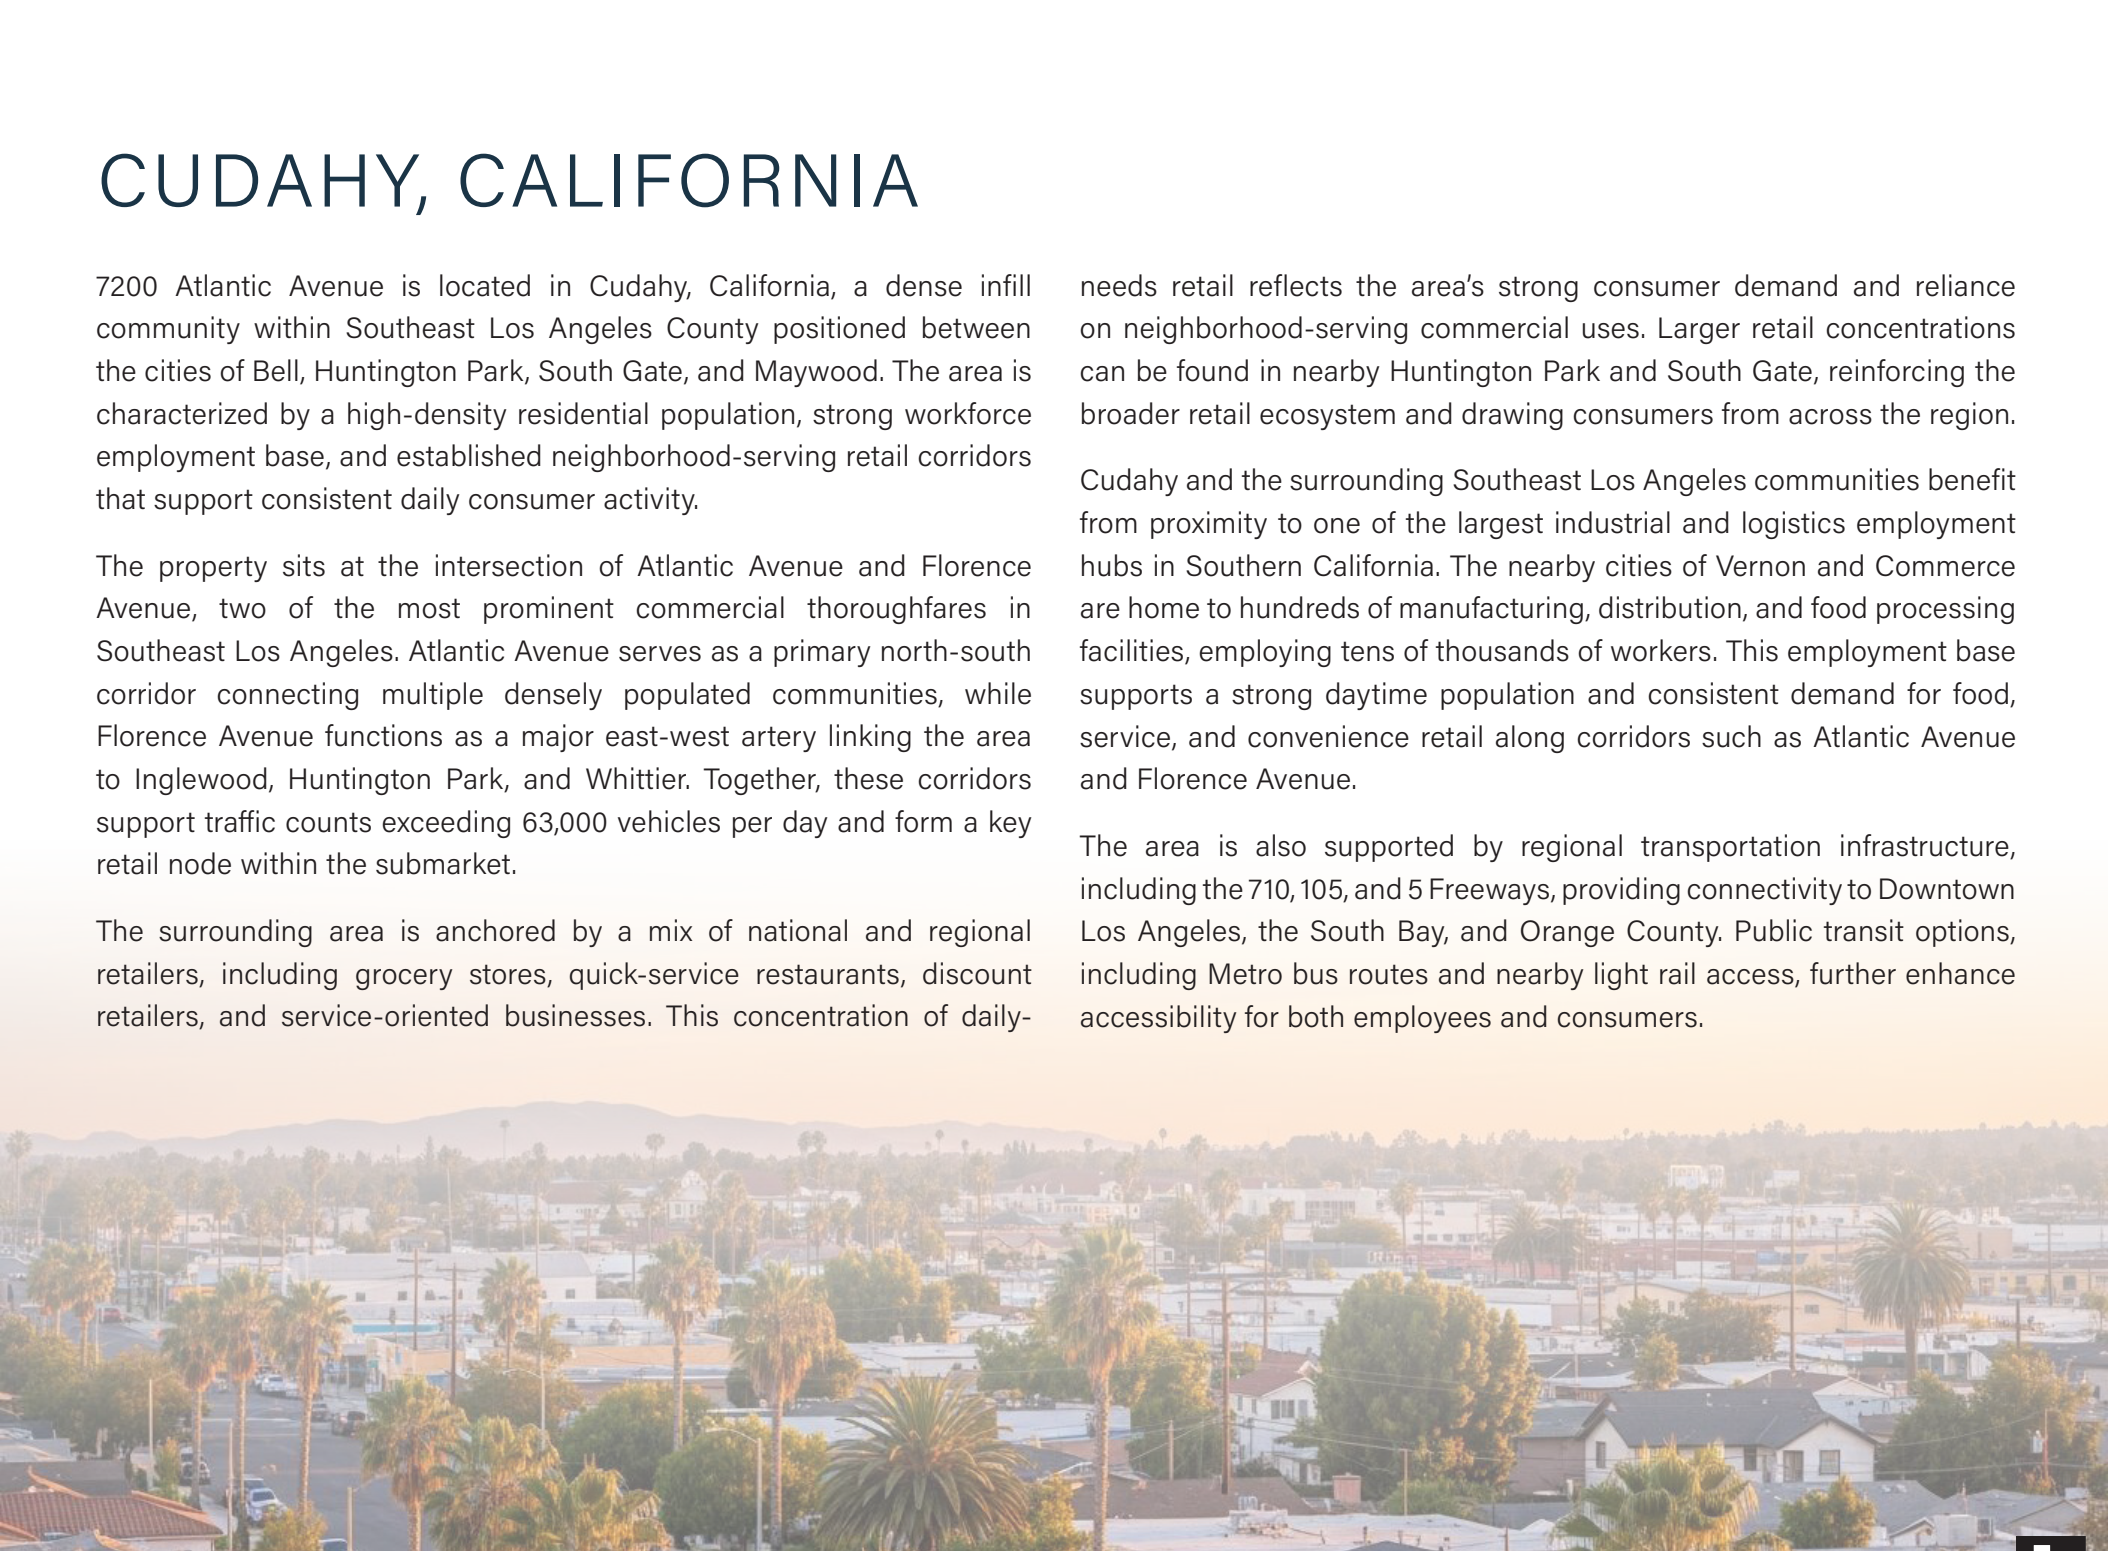 CUDAHY, CALIFORNIA
7200 Atlantic Avenue is located in Cudahy, California, a dense infill
community within Southeast Los Angeles County positioned between
the cities of Bell, Huntington Park, South Gate, and Maywood. The area is
characterized by a high-density residential population, strong workforce
employment base, and established neighborhood-serving retail corridors
that support consistent daily consumer activity.
The property sits at the intersection of Atlantic Avenue and Florence
Avenue, two of the most prominent commercial thoroughfares in
Southeast Los Angeles. Atlantic Avenue serves as a primary north-south
corridor connecting multiple densely populated communities, while
Florence Avenue functions as a major east-west artery linking the area
to Inglewood, Huntington Park, and Whittier. Together, these corridors
support traffic counts exceeding 63,000 vehicles per day and form a key
retail node within the submarket.
The surrounding area is anchored by a mix of national and regional
retailers, including grocery stores, quick-service restaurants, discount
retailers, and service-oriented businesses. This concentration of daily-
needs retail reflects the area’s strong consumer demand and reliance
on neighborhood-serving commercial uses. Larger retail concentrations
can be found in nearby Huntington Park and South Gate, reinforcing the
broader retail ecosystem and drawing consumers from across the region.
Cudahy and the surrounding Southeast Los Angeles communities benefit
from proximity to one of the largest industrial and logistics employment
hubs in Southern California. The nearby cities of Vernon and Commerce
are home to hundreds of manufacturing, distribution, and food processing
facilities, employing tens of thousands of workers. This employment base
supports a strong daytime population and consistent demand for food,
service, and convenience retail along corridors such as Atlantic Avenue
and Florence Avenue.
The area is also supported by regional transportation infrastructure,
including the 710, 105, and 5 Freeways, providing connectivity to Downtown
Los Angeles, the South Bay, and Orange County. Public transit options,
including Metro bus routes and nearby light rail access, further enhance
accessibility for both employees and consumers.